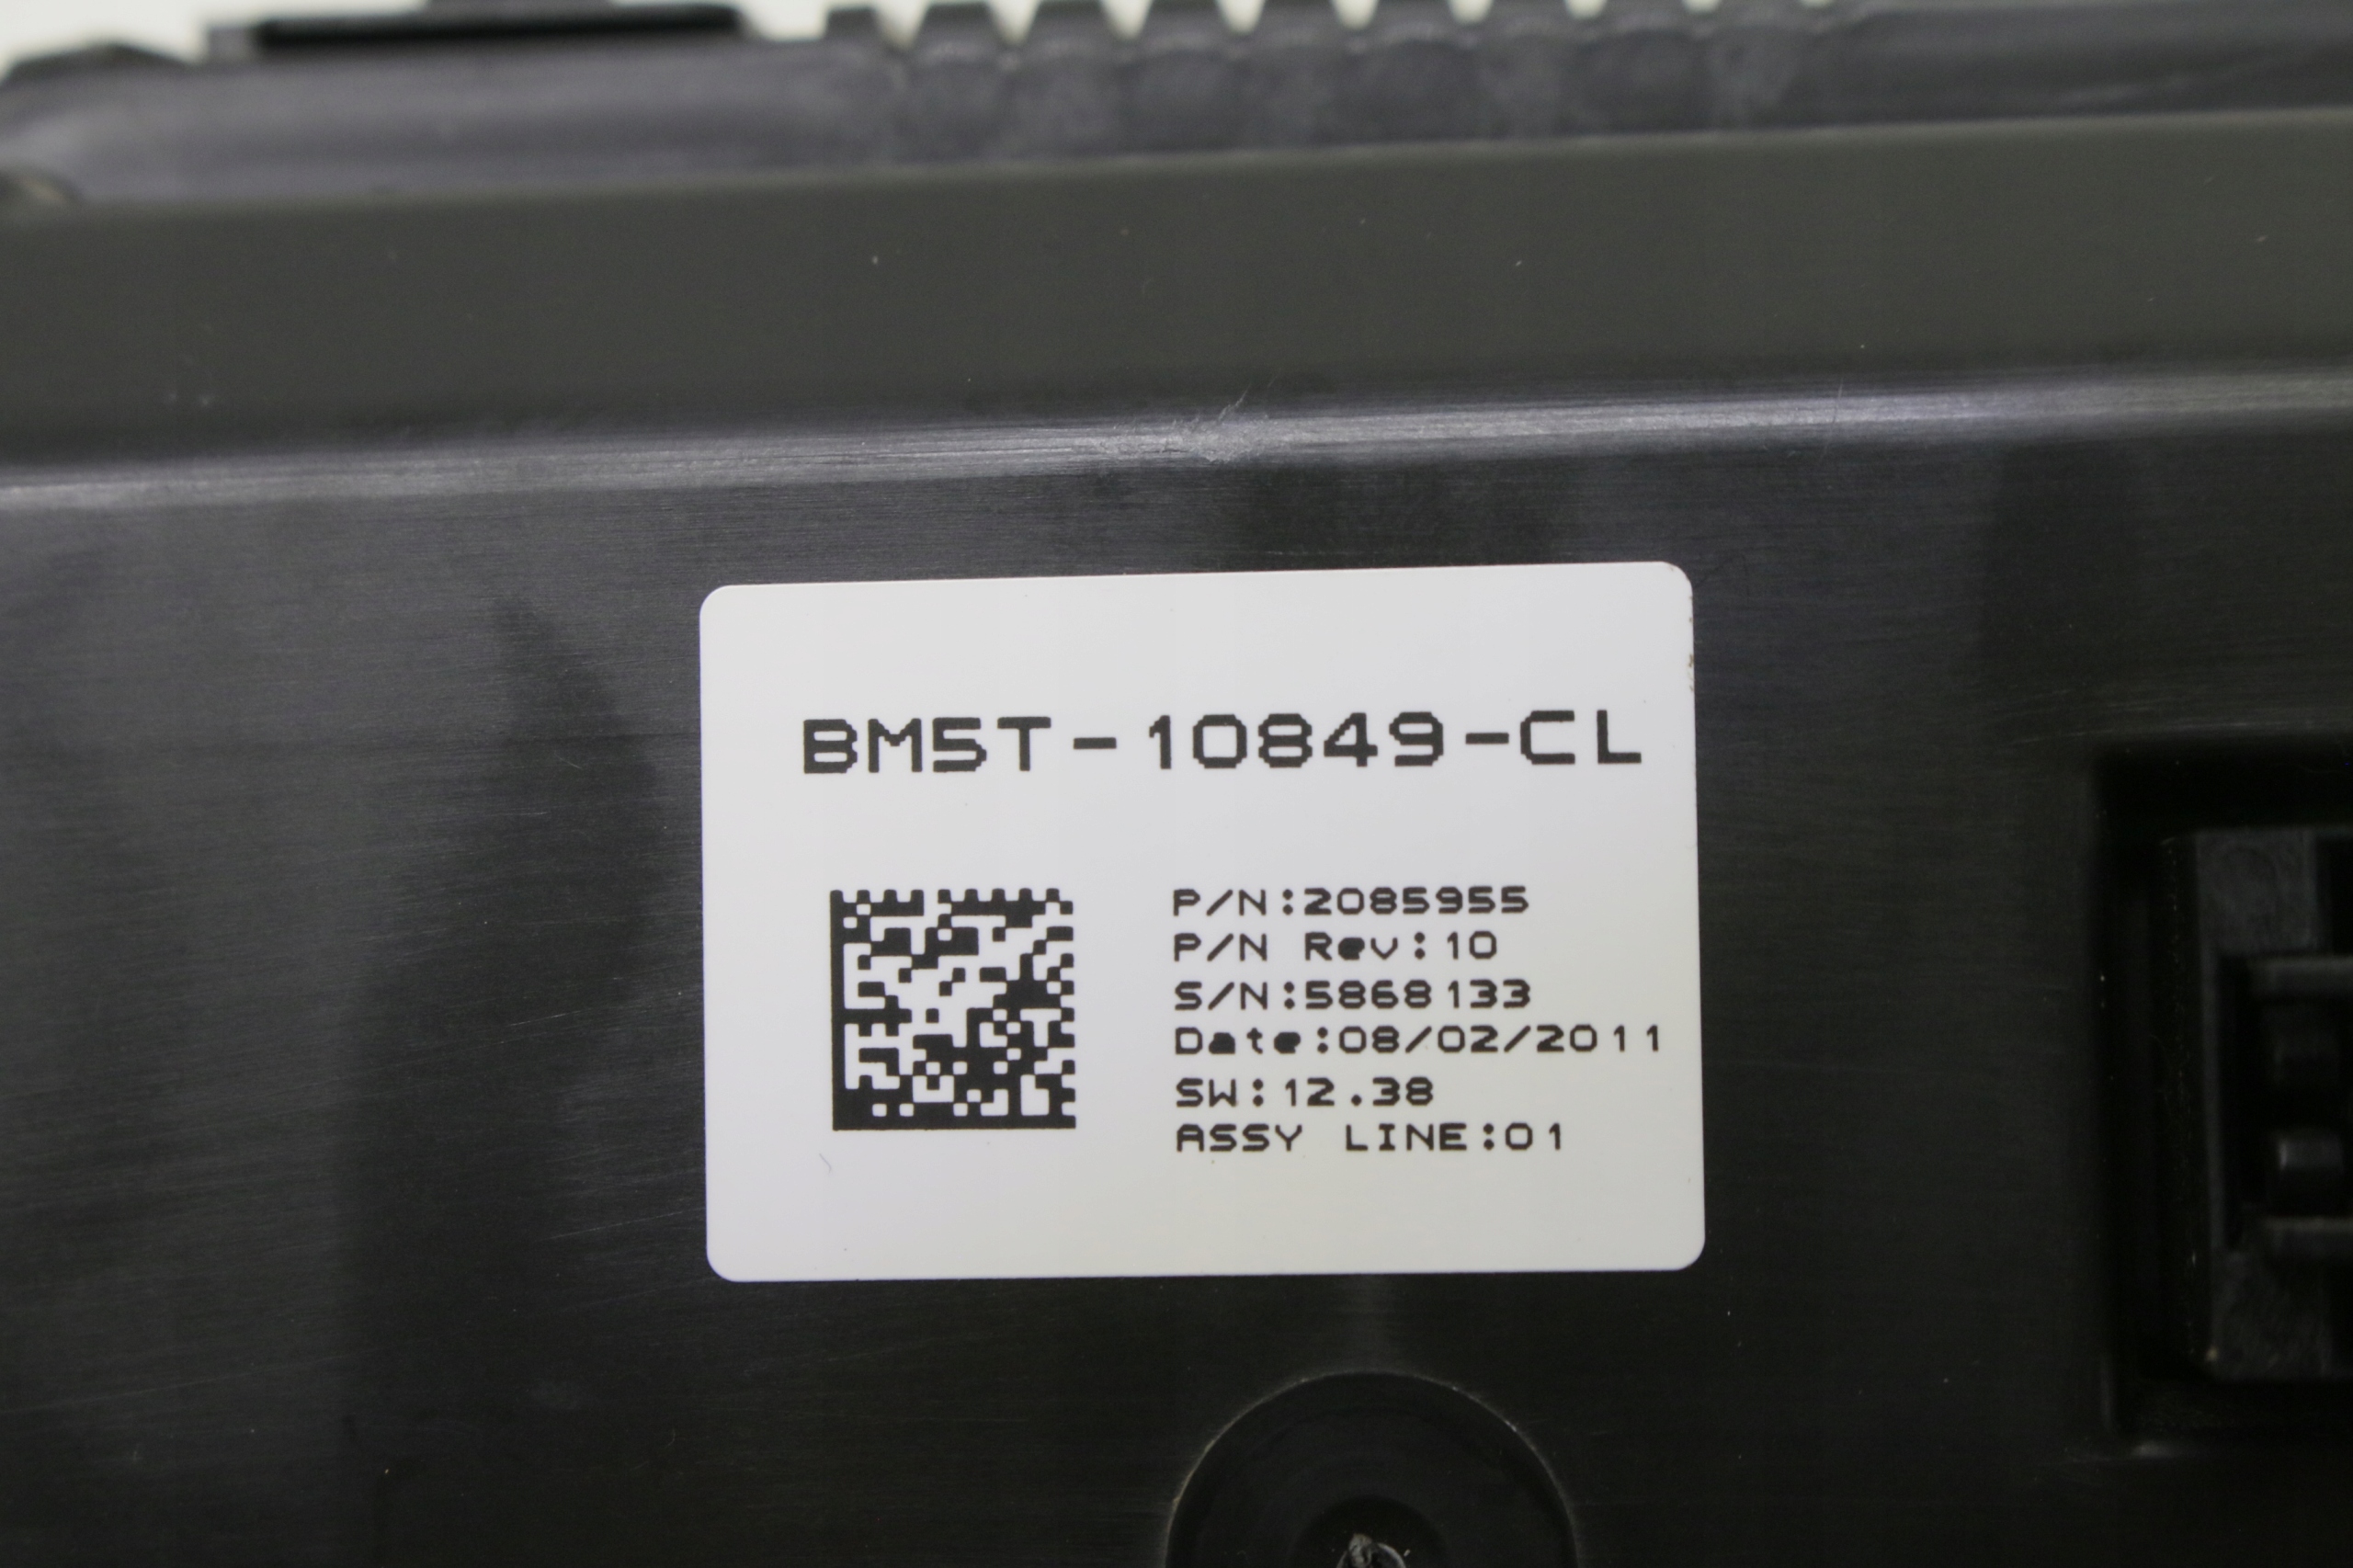 BM5T-10849-CL
P/N:2085955
P/N Rev:10
S/N:5868133
Date:08/02/2011
SW:12.38
ASSY LINE:01